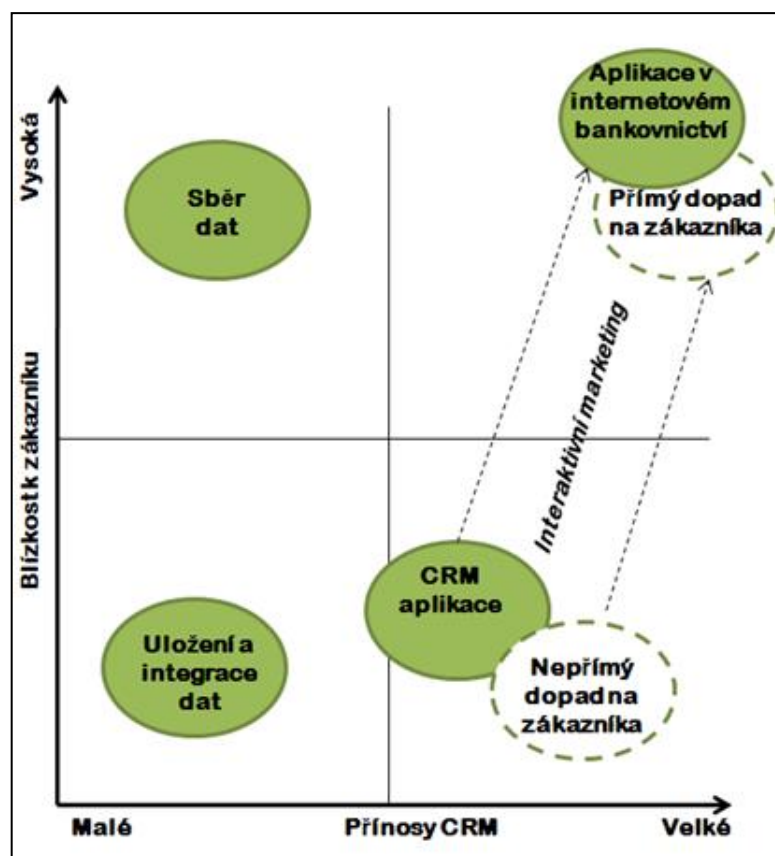 Aplikace v
internetovém
bankovnictví
Přímý dopad
na zákazníka
Vysoká
Sběr
dat
Interaktivní marketing
Blízkost k zákazníku
CRM
aplikace
Uložení a
integrace
dat
Nepřímý
dopad na
zákazníka
Malé
Přínosy CRM
Velké